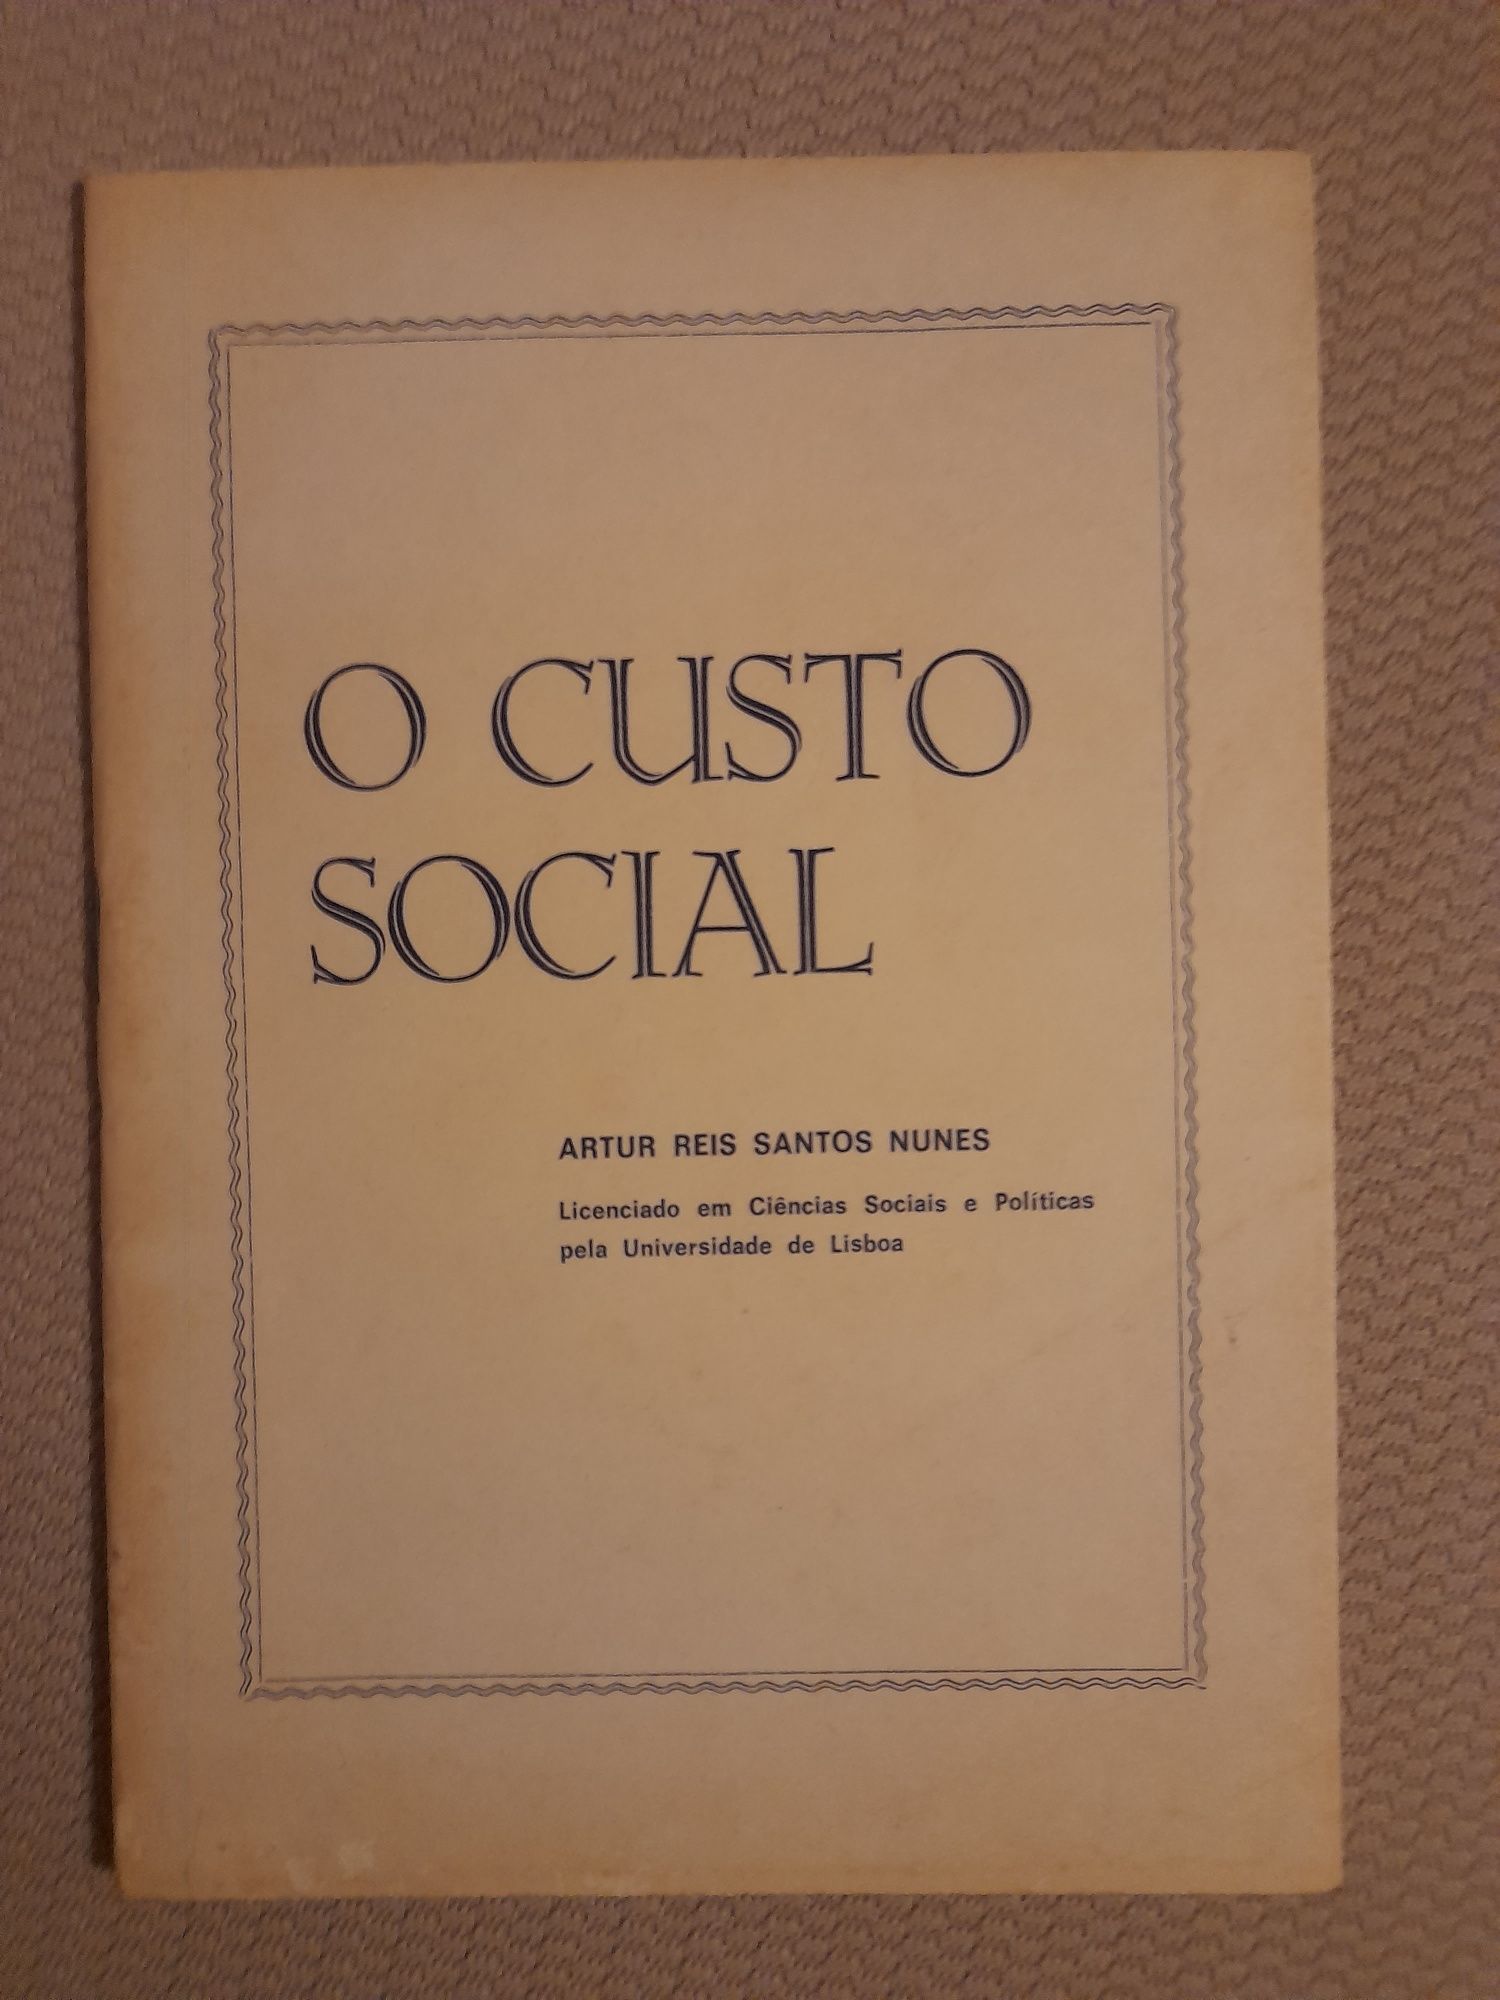 O CUSTO
SOCIAL
ARTUR REIS SANTOS NUNES
Licenciado em Ciências Sociais e Políticas
pela Universidade de Lisboa